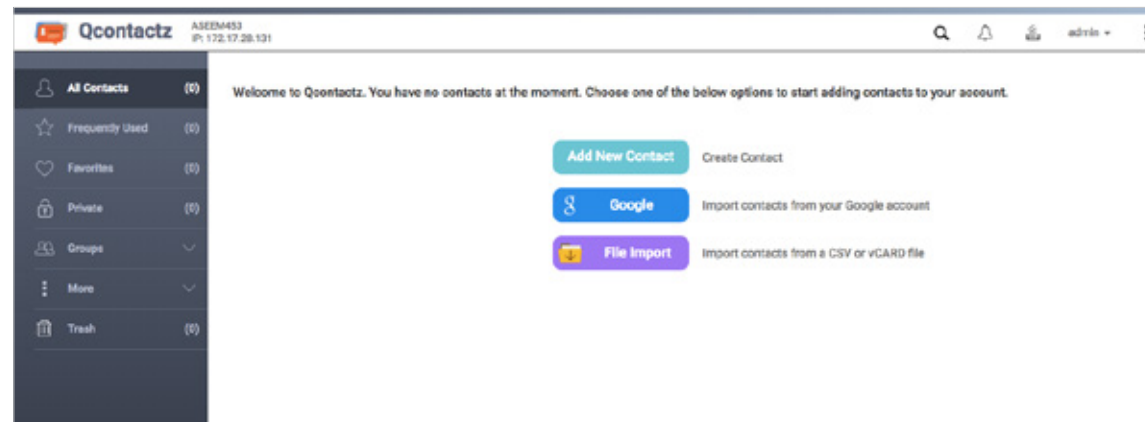 Qcontactz
ASEEM453
IP: 172.17.28.131
admin
All Contacts (0)
Frequently Used (0)
Favorites (0)
Private (0)
Groups
More
Trash (0)
Welcome to Qcontactz. You have no contacts at the moment. Choose one of the below options to start adding contacts to your account.
Add New Contact Create Contact
Google Import contacts from your Google account
File Import Import contacts from a CSV or vCARD file